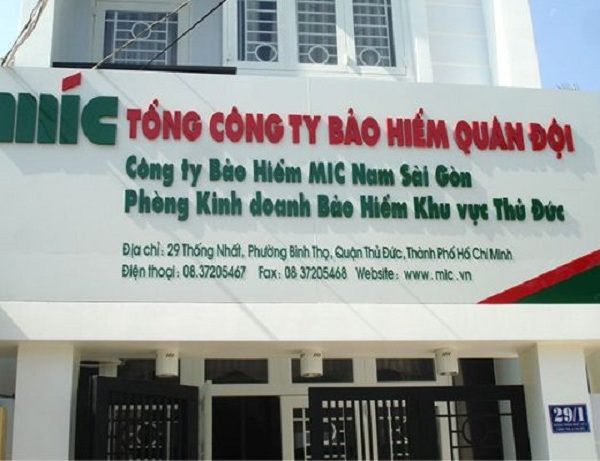 mic TỔNG CÔNG TY BẢO HIỂM QUÂN ĐỘI
Công ty Bảo Hiểm MIC Nam Sài Gòn
Phòng Kinh doanh Bảo Hiểm Khu vực Thủ Đức
Địa chỉ: 29 Thống Nhất, Phường Bình Thọ, Quận Thủ Đức, Thành Phố Hồ Chí Minh
Điện thoại: 08.37205467 Fax: 08 37205468 Website: www.mic.vn
29/1